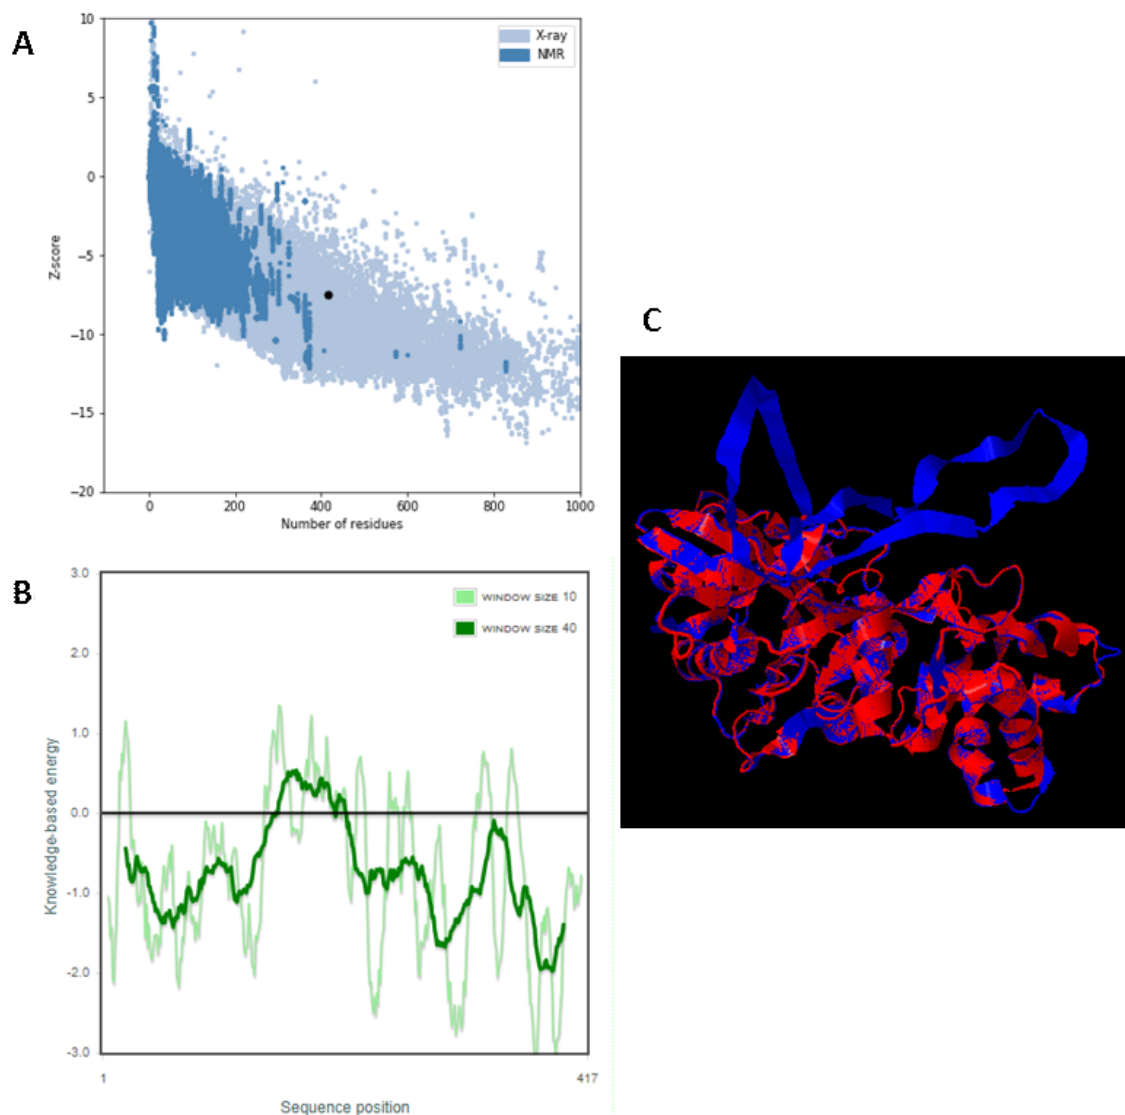 A
10
5
0
−5
−10
−15
−20
Z-score
X-ray
NMR
0
200
400
600
800
1000
Number of residues
B
3.0
2.0
1.0
0.0
-1.0
-2.0
-3.0
Knowledge-based energy
WINDOW SIZE 10
WINDOW SIZE 40
1
417
Sequence position
C